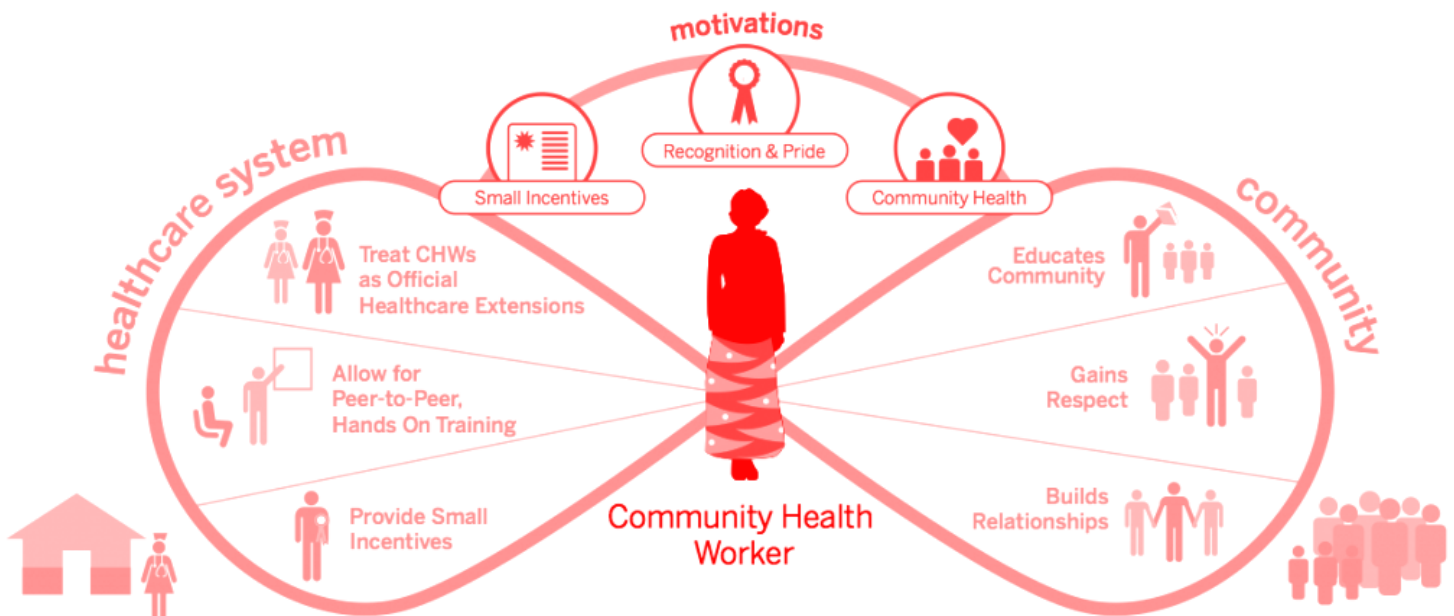 motivations
Recognition & Pride
Small Incentives
Community Health
healthcare system
Treat CHWs
as Official
Healthcare Extensions
Allow for
Peer-to-Peer,
Hands On Training
Provide Small
Incentives
Community Health
Worker
community
Educates
Community
Gains
Respect
Builds
Relationships